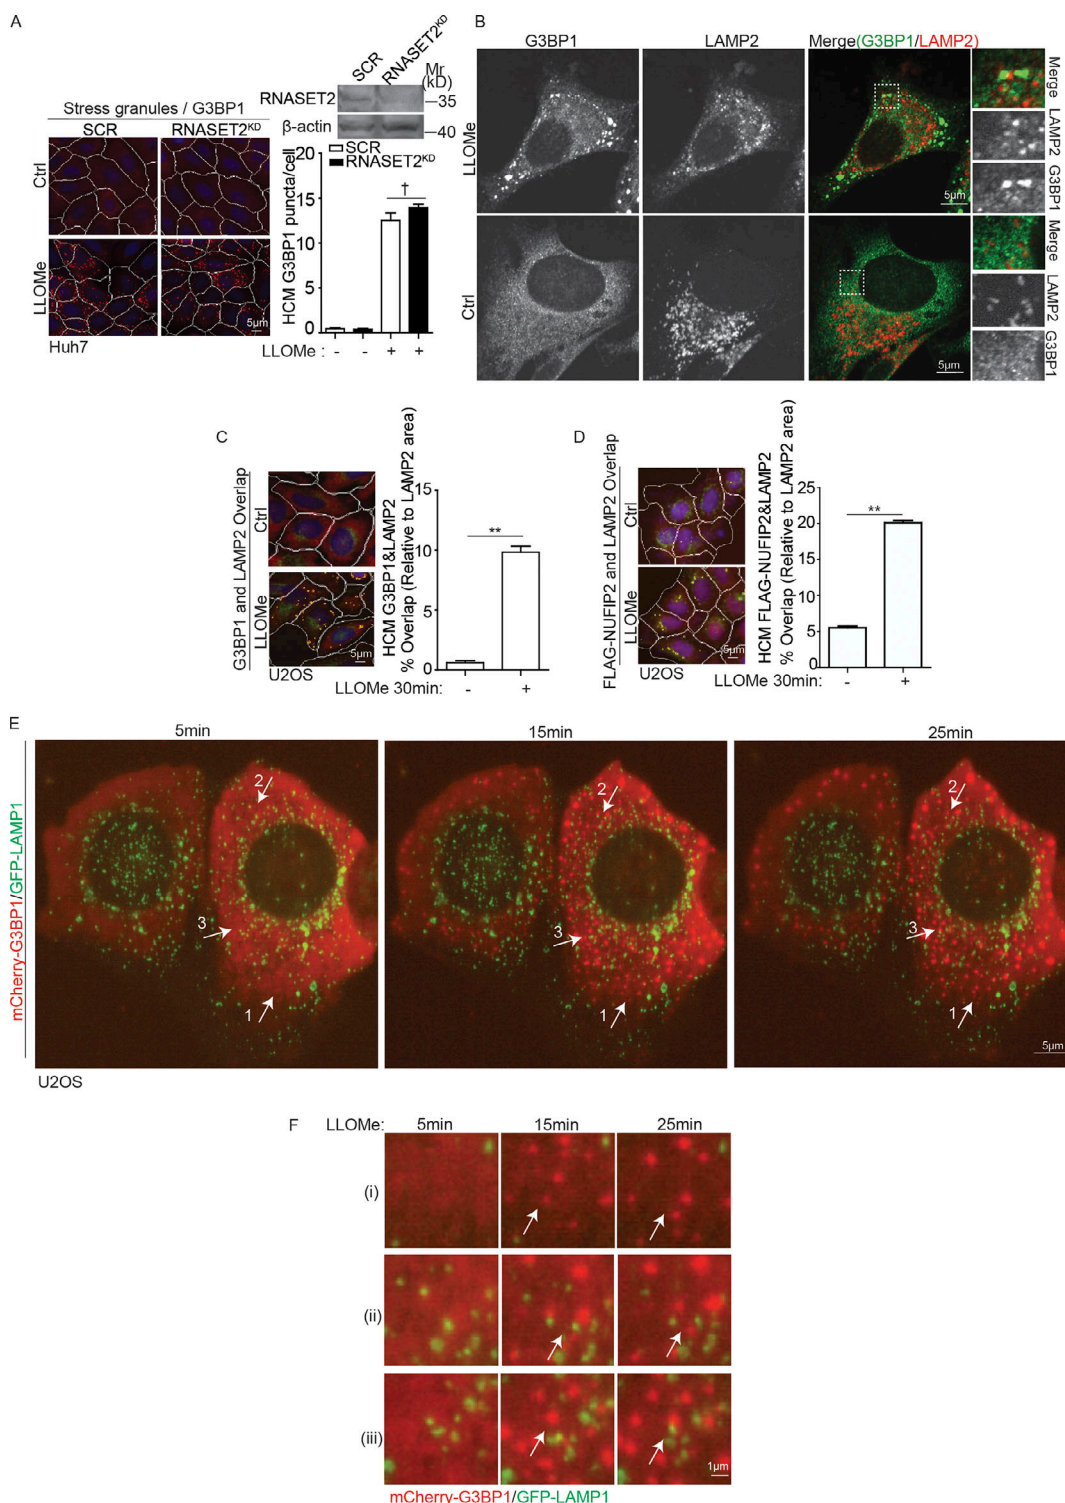 A
SCR
RNASET2KD
Mr
(kD)
RNASET2
35
β-actin
40
Stress granules / G3BP1
SCR
RNASET2KD
Ctrl
LLOMe
5μm
Huh7
SCR
RNASET2KD
HCM G3BP1 puncta/cell
20
15
10
5
0
†
LLOMe : - - + +
B
G3BP1
LAMP2
Merge(G3BP1/LAMP2)
LLOMe
Ctrl
5μm
5μm
Merge
LAMP2
G3BP1
Merge
LAMP2
G3BP1
C
G3BP1 and LAMP2 Overlap
Ctrl
LLOMe
5μm
U2OS
HCM G3BP1&LAMP2
% Overlap (Relative to LAMP2 area)
15
10
5
0
**
LLOMe 30min: - +
D
FLAG-NUFIP2 and LAMP2 Overlap
Ctrl
LLOMe
5μm
U2OS
HCM FLAG-NUFIP2&LAMP2
% Overlap (Relative to LAMP2 area)
25
20
15
10
5
0
**
LLOMe 30min: - +
E
5min
15min
25min
mCherry-G3BP1/GFP-LAMP1
2
3
1
2
3
1
2
3
1
5μm
U2OS
F
LLOMe: 5min 15min 25min
(i)
(ii)
(iii)
1μm
mCherry-G3BP1/GFP-LAMP1